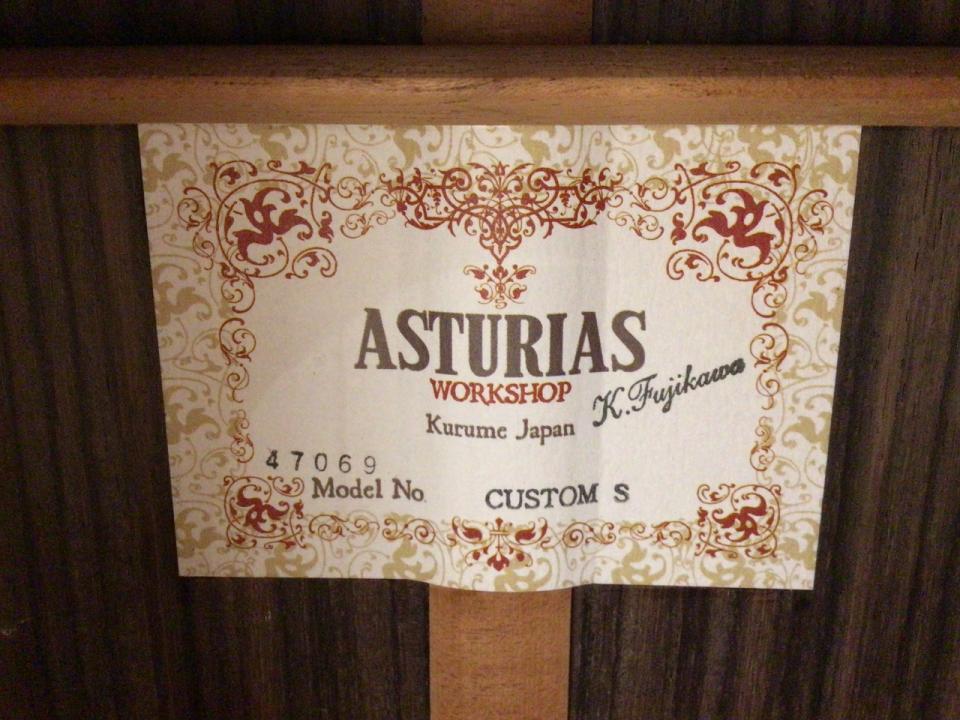 ASTURIAS
WORKSHOP
K. Fujikawa
Kurume Japan
47069
Model No. CUSTOM S